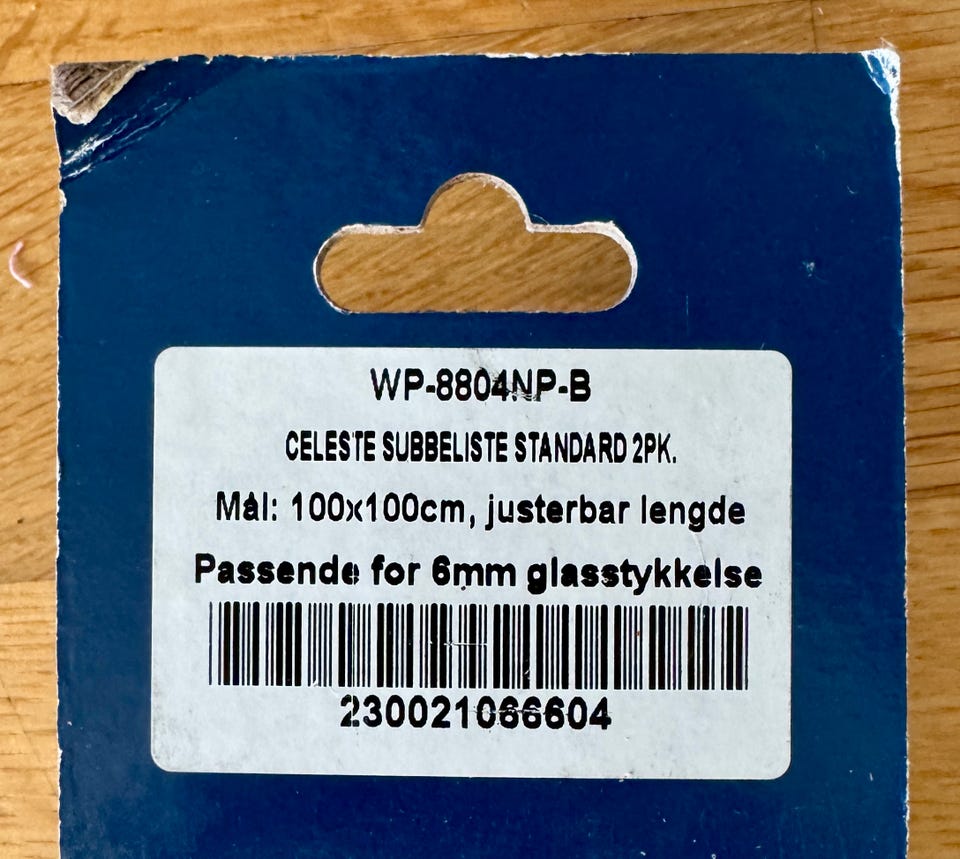 WP-8804NP-B
CELESTE SUBBELISTE STANDARD 2PK.
Mål: 100x100cm, justerbar lengde
Passende for 6mm glasstykkelse
230021066604